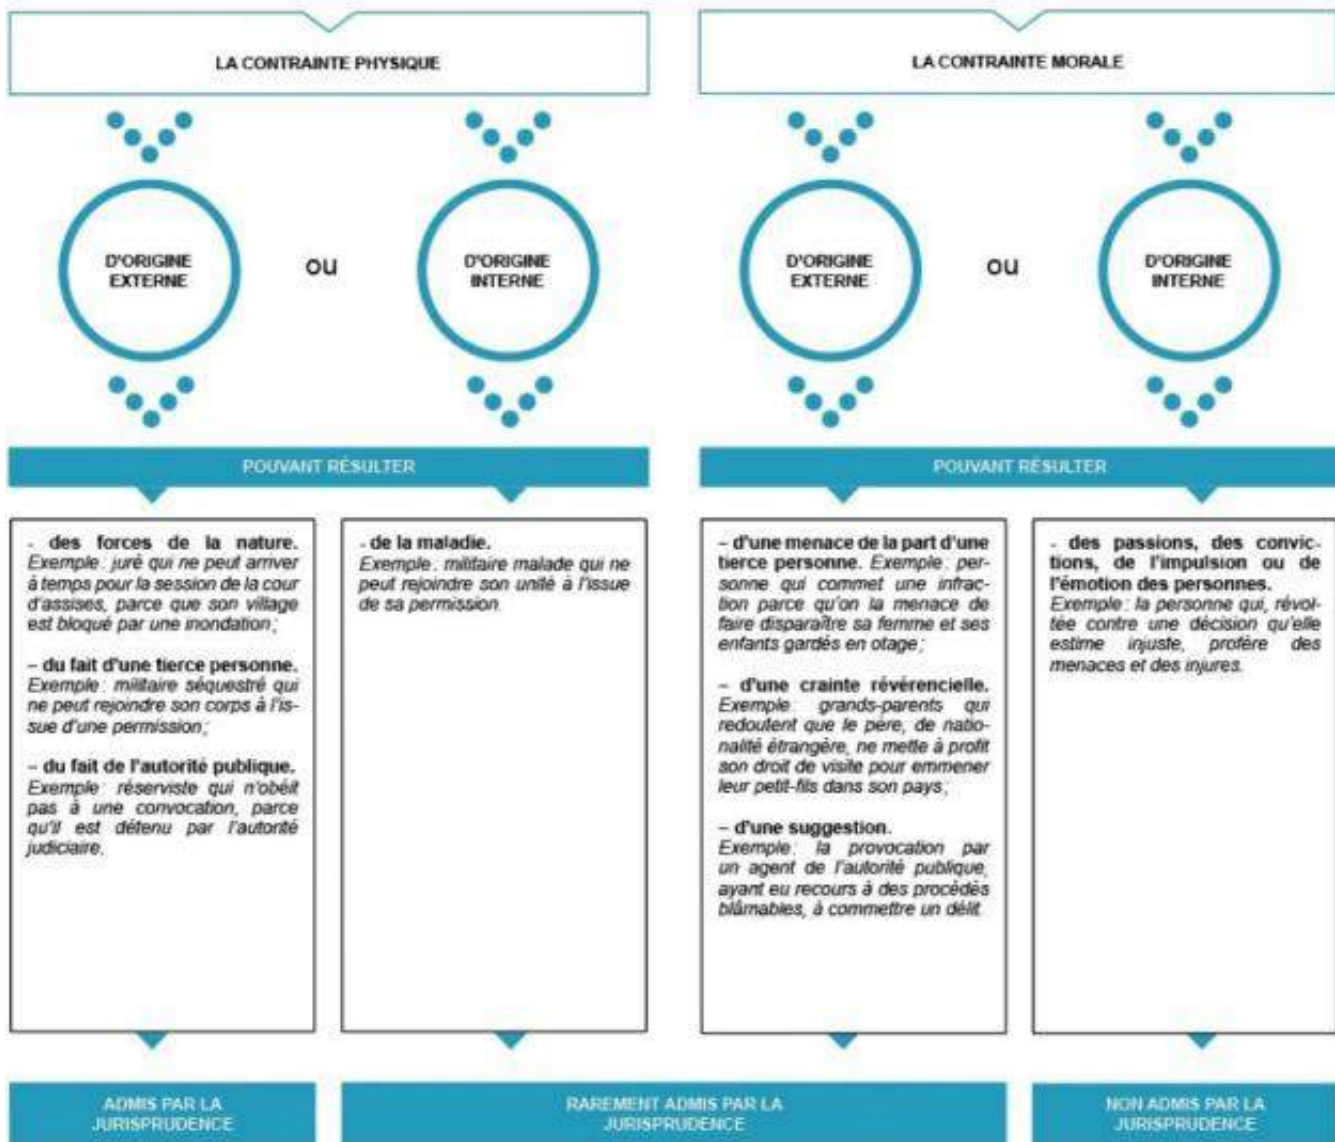 LA CONTRAINTE PHYSIQUE
LA CONTRAINTE MORALE
D'ORIGINE
EXTERNE
ou
D'ORIGINE
INTERNE
D'ORIGINE
EXTERNE
ou
D'ORIGINE
INTERNE
POUVANT RÉSULTER
POUVANT RÉSULTER
- des forces de la nature.
Exemple : juré qui ne peut arriver
à temps pour la session de la cour
d'assises, parce que son village
est bloqué par une inondation ;
– du fait d'une tierce personne.
Exemple : militaire séquestré qui
ne peut rejoindre son corps à l'is-
sue d'une permission ;
– du fait de l'autorité publique.
Exemple : réserviste qui n'obéit
pas à une convocation, parce
qu'il est détenu par l'autorité
judiciaire.
- de la maladie.
Exemple : militaire malade qui ne
peut rejoindre son unité à l'issue
de sa permission.
– d'une menace de la part d'une
tierce personne. Exemple : per-
sonne qui commet une infrac-
tion parce qu'on la menace de
faire disparaître sa femme et ses
enfants gardés en otage ;
– d'une crainte révérencielle.
Exemple : grands-parents qui
redoutent que le père, de natio-
nalité étrangère, ne mette à profit
son droit de visite pour emmener
leur petit-fils dans son pays ;
– d'une suggestion.
Exemple : la provocation par
un agent de l'autorité publique,
ayant eu recours à des procédés
blâmables, à commettre un délit.
- des passions, des convic-
tions, de l'impulsion ou de
l'émotion des personnes.
Exemple : la personne qui, révol-
tée contre une décision qu'elle
estime injuste, profère des
menaces et des injures.
ADMIS PAR LA
JURISPRUDENCE
RAREMENT ADMIS PAR LA
JURISPRUDENCE
NON ADMIS PAR LA
JURISPRUDENCE